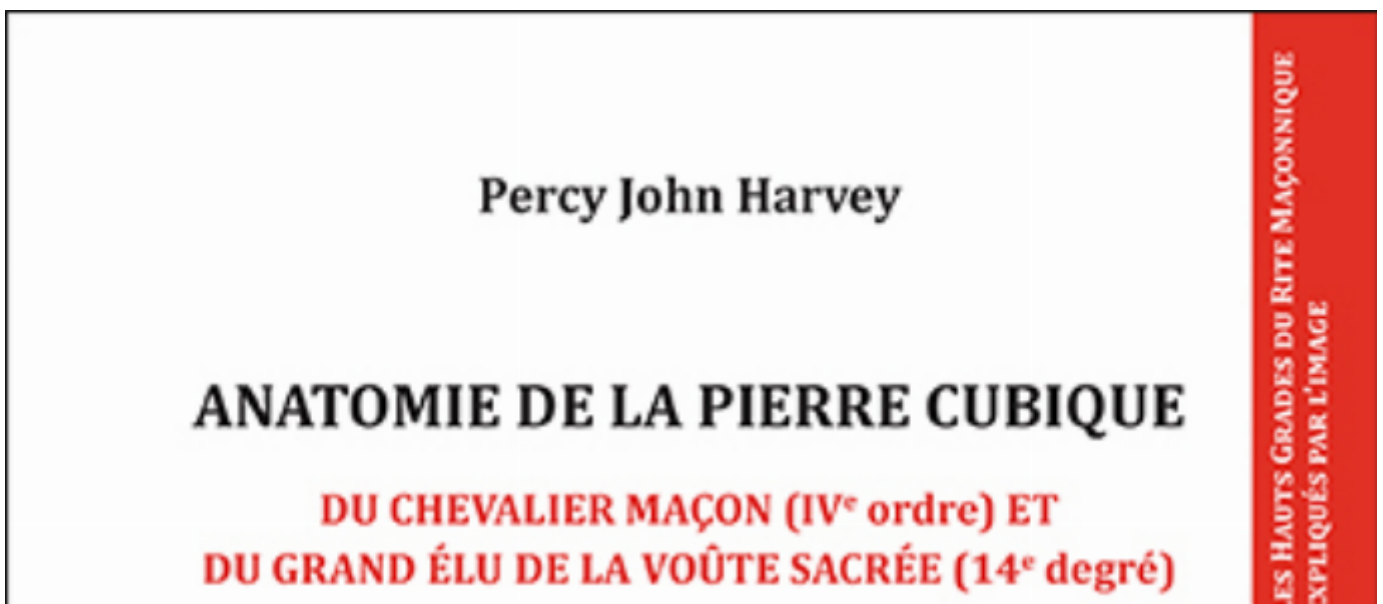 Percy John Harvey
ANATOMIE DE LA PIERRE CUBIQUE
DU CHEVALIER MAÇON (IVᵉ ordre) ET
DU GRAND ÉLU DE LA VOÛTE SACRÉE (14ᵉ degré)
ES HAUTS GRADES DU RITE MAÇONNIQUE
XPLIQUÉS PAR L'IMAGE